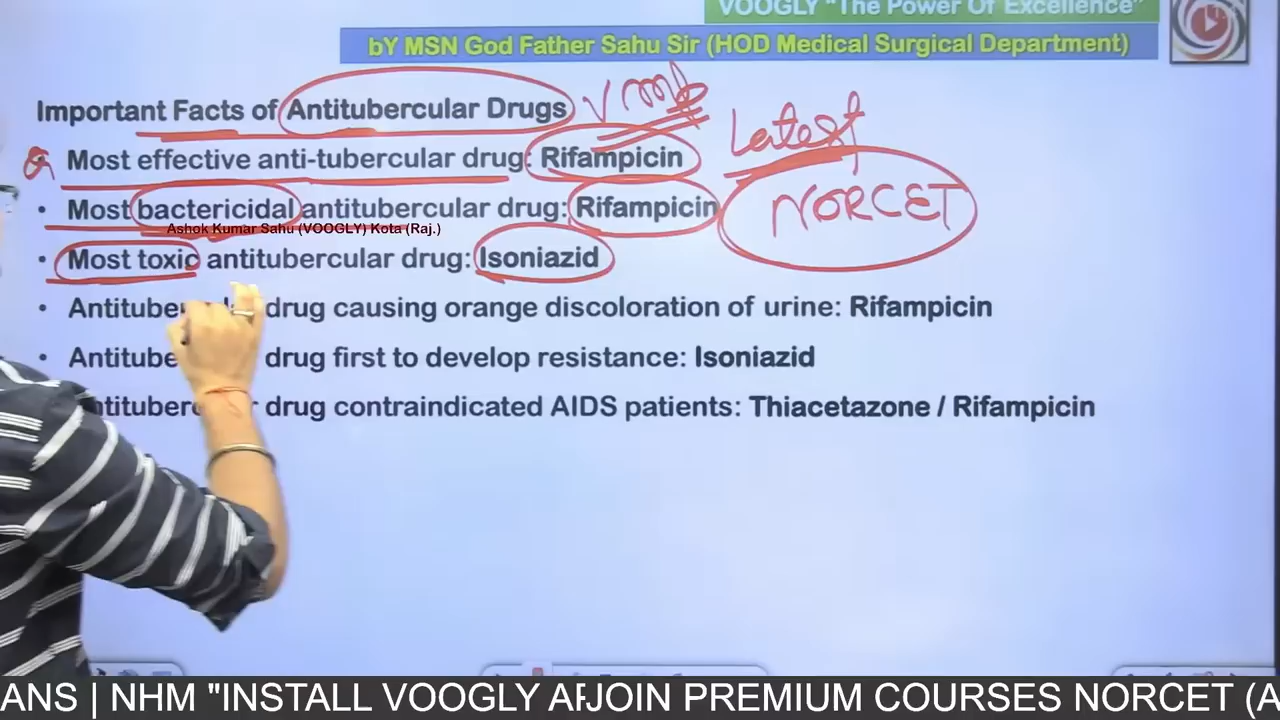 VOOGLY "The Power Of Excellence"
bY MSN God Father Sahu Sir (HOD Medical Surgical Department)
Important Facts of Antitubercular Drugs
V mb
Latest
NORCET
Q Most effective anti-tubercular drug: Rifampicin
• Most bactericidal antitubercular drug: Rifampicin
Ashok Kumar Sahu (VOOGLY) Kota (Raj.)
• Most toxic antitubercular drug: Isoniazid
• Antitube drug causing orange discoloration of urine: Rifampicin
• Antitube drug first to develop resistance: Isoniazid
ntituber r drug contraindicated AIDS patients: Thiacetazone / Rifampicin
ANS | NHM "INSTALL VOOGLY AP JOIN PREMIUM COURSES NORCET (A